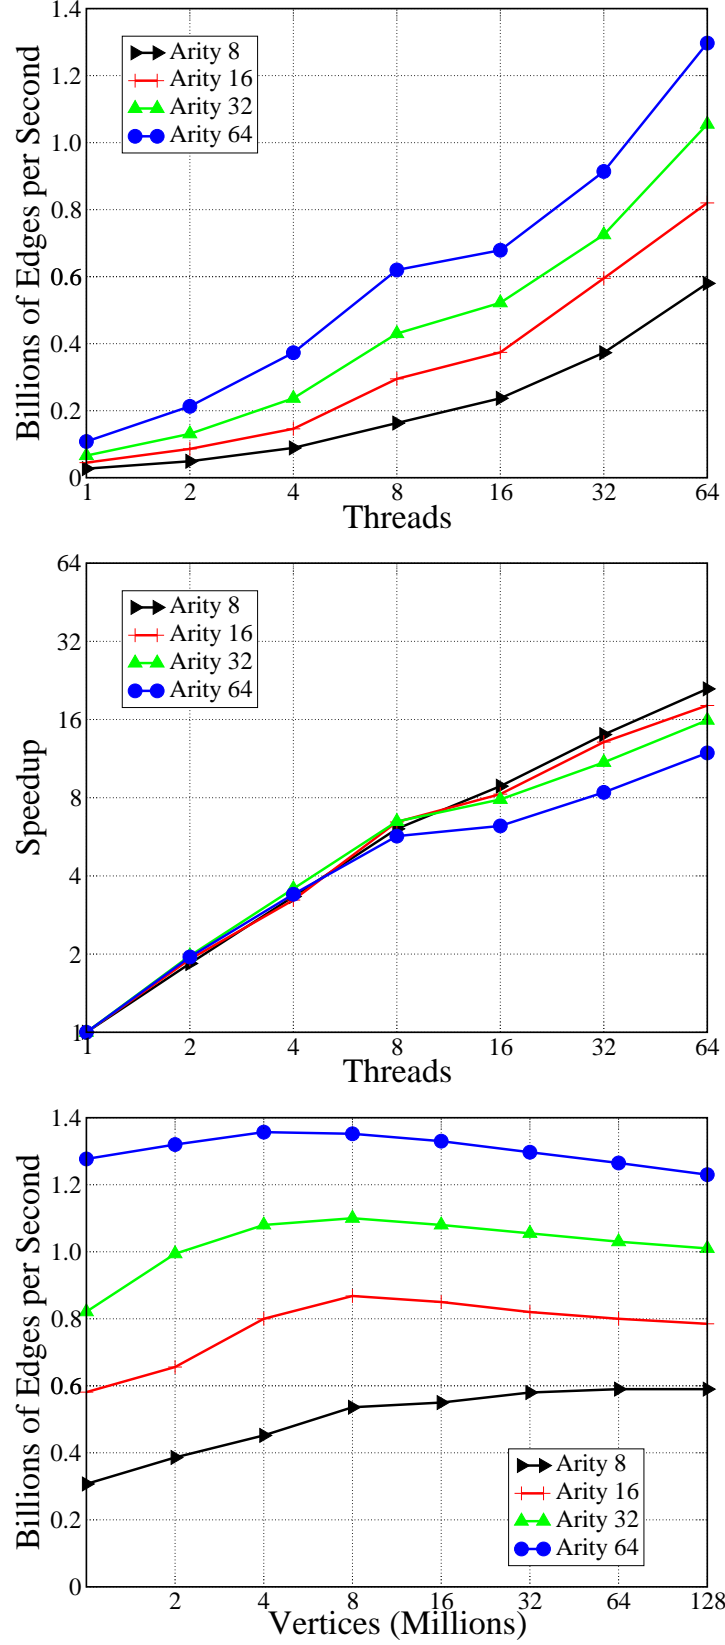 1.4
1.2
1.0
0.8
0.6
0.4
0.2
0
Billions of Edges per Second
Arity 8
Arity 16
Arity 32
Arity 64
1 2 4 8 16 32 64
Threads
64
32
16
8
4
2
1
Speedup
Arity 8
Arity 16
Arity 32
Arity 64
1 2 4 8 16 32 64
Threads
1.4
1.2
1.0
0.8
0.6
0.4
0.2
0
Billions of Edges per Second
Arity 8
Arity 16
Arity 32
Arity 64
2 4 8 16 32 64 128
Vertices (Millions)